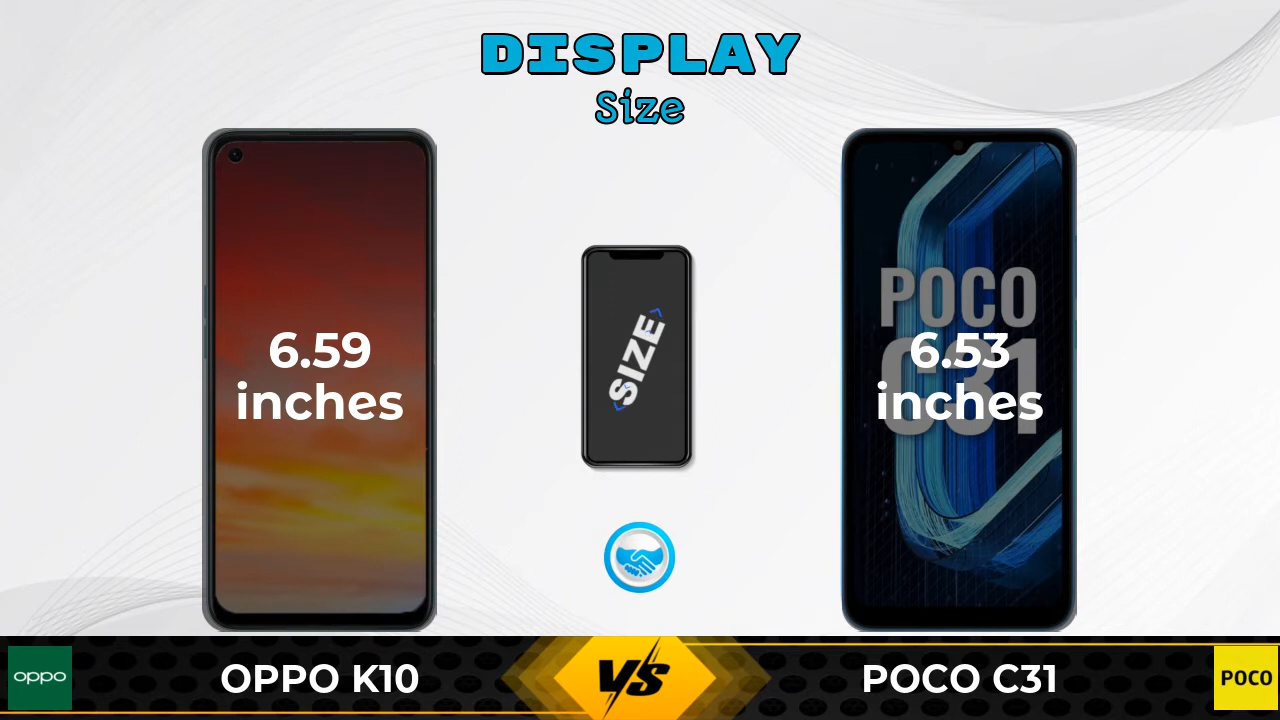 DISPLAY
Size
6.59
inches
SIZE
POCO
C31
6.53
inches
oppo
OPPO K10
VS
POCO C31
POCO